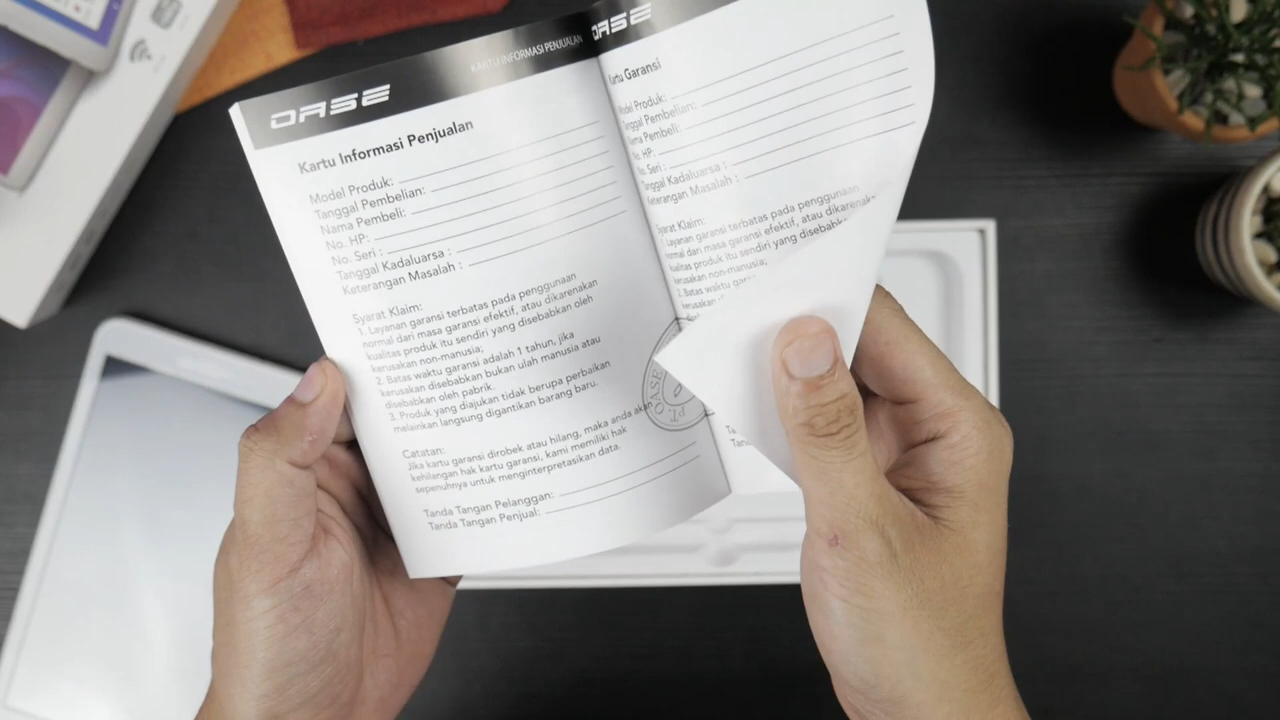 OASE
KARTU INFORMASI PENJUALAN
Kartu Informasi Penjualan
Model Produk:
Tanggal Pembelian:
Nama Pembeli:
No. HP:
No. Seri :
Tanggal Kadaluarsa :
Keterangan Masalah :
Syarat Klaim:
1. Layanan garansi terbatas pada penggunaan
normal dari masa garansi efektif, atau dikarenakan
kualitas produk itu sendiri yang disebabkan oleh
kerusakan non-manusia;
2. Batas waktu garansi adalah 1 tahun, jika
kerusakan disebabkan bukan ulah manusia atau
disebabkan oleh pabrik.
3. Produk yang diajukan tidak berupa perbaikan
melainkan langsung digantikan barang baru.
Catatan:
Jika kartu garansi dirobek atau hilang, maka anda akan
kehilangan hak kartu garansi, kami memiliki hak
sepenuhnya untuk menginterpretasikan data.
Tanda Tangan Pelanggan:
Tanda Tangan Penjual:
PT. OASE
OASE
Kartu Garansi
Model Produk:
Tanggal Pembelian:
Nama Pembeli:
No. HP:
No. Seri :
Tanggal Kadaluarsa :
Keterangan Masalah :
Syarat Klaim:
1. Layanan garansi terbatas pada penggunaan
normal dari masa garansi efektif, atau dikarenakan
kualitas produk itu sendiri yang disebabkan
kerusakan non-manusia;
2. Batas waktu